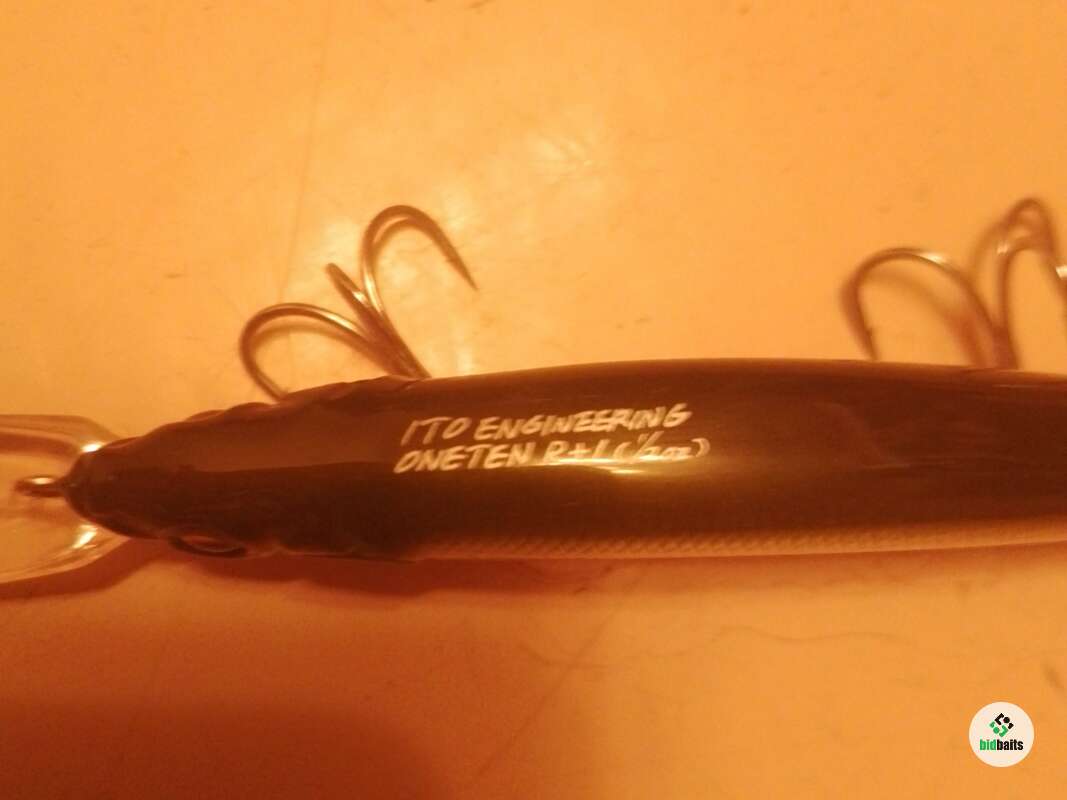 ITO ENGINEERING
ONETEN R+1 (1/2oz)
bidbaits